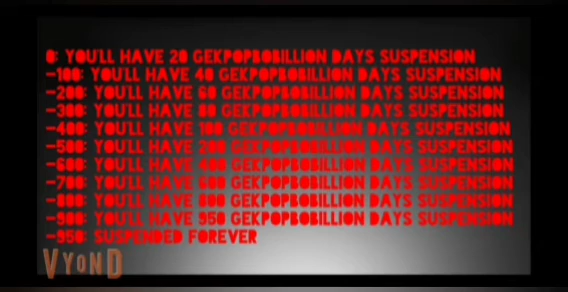 0: YOU'LL HAVE 20 GEKPOPBOBILLION DAYS SUSPENSION
-100: YOU'LL HAVE 40 GEKPOPBOBILLION DAYS SUSPENSION
-200: YOU'LL HAVE 60 GEKPOPBOBILLION DAYS SUSPENSION
-300: YOU'LL HAVE 80 GEKPOPBOBILLION DAYS SUSPENSION
-400: YOU'LL HAVE 100 GEKPOPBOBILLION DAYS SUSPENSION
-500: YOU'LL HAVE 200 GEKPOPBOBILLION DAYS SUSPENSION
-600: YOU'LL HAVE 400 GEKPOPBOBILLION DAYS SUSPENSION
-700: YOU'LL HAVE 600 GEKPOPBOBILLION DAYS SUSPENSION
-800: YOU'LL HAVE 800 GEKPOPBOBILLION DAYS SUSPENSION
-900: YOU'LL HAVE 950 GEKPOPBOBILLION DAYS SUSPENSION
-950: SUSPENDED FOREVER
VYOND